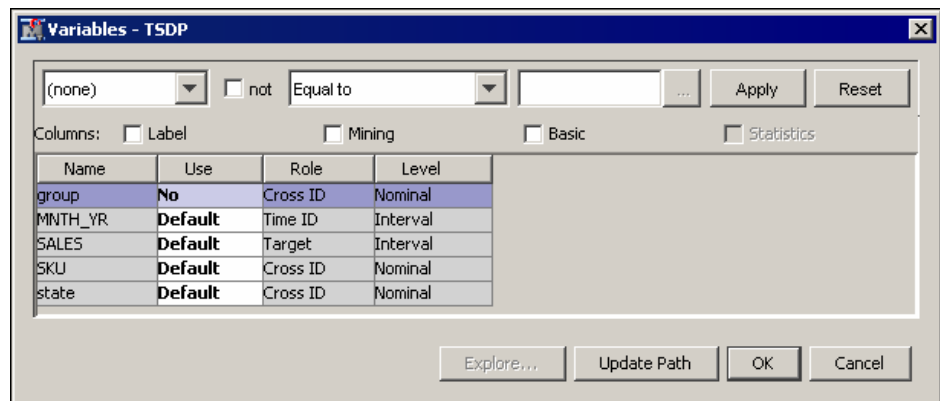 Variables - TSDP
(none) not Equal to ... Apply Reset
Columns: Label Mining Basic Statistics
Name Use Role Level
group No Cross ID Nominal
MNTH_YR Default Time ID Interval
SALES Default Target Interval
SKU Default Cross ID Nominal
state Default Cross ID Nominal
Explore... Update Path OK Cancel